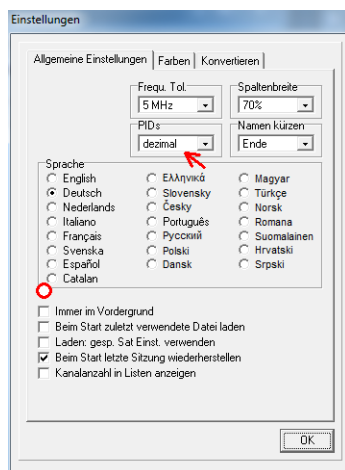 Einstellungen
Allgemeine Einstellungen Farben Konvertieren
Frequ. Tol. Spaltenbreite
5 MHz 70%
PIDs Namen kürzen
dezimal Ende
Sprache
English Ελληνικά Magyar
Deutsch Slovensky Türkçe
Nederlands Česky Norsk
Italiano Português Romana
Français Русский Suomalainen
Svenska Polski Hrvatski
Español Dansk Srpski
Catalan
Immer im Vordergrund
Beim Start zuletzt verwendete Datei laden
Laden: gesp. Sat Einst. verwenden
Beim Start letzte Sitzung wiederherstellen
Kanalanzahl in Listen anzeigen
OK